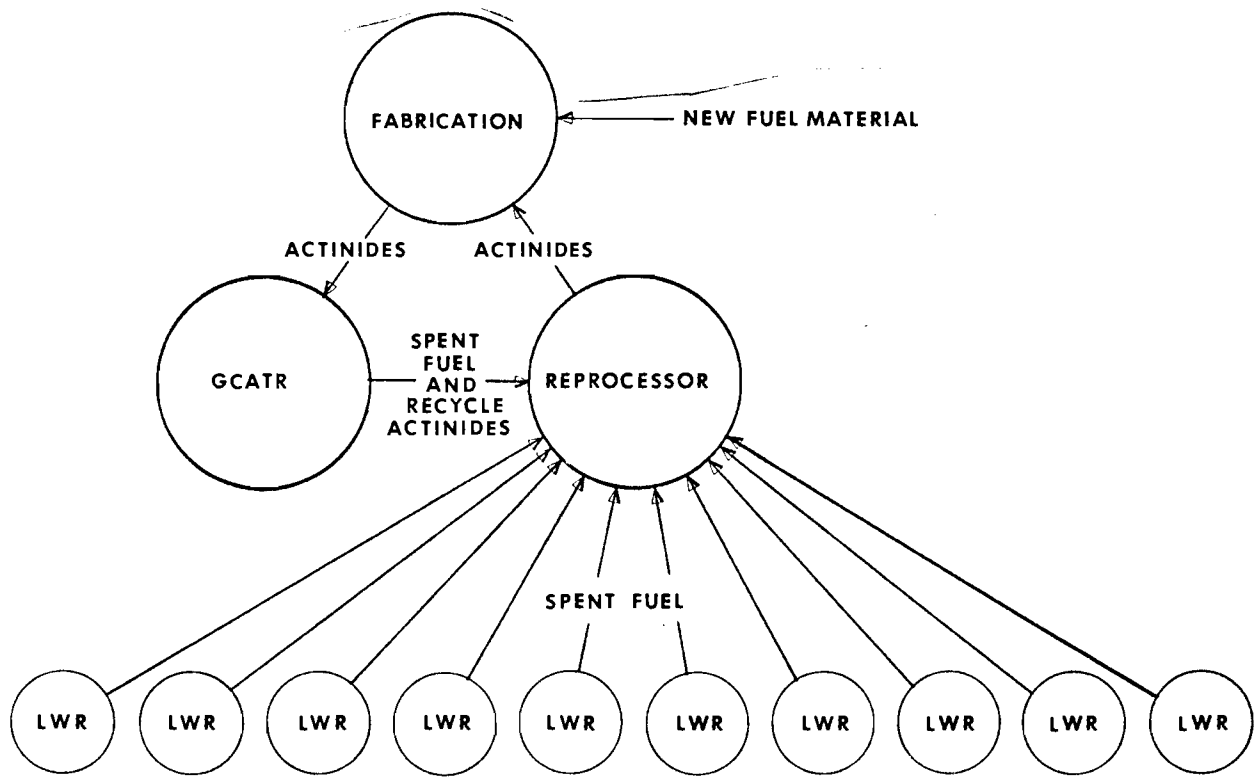 FABRICATION
NEW FUEL MATERIAL
ACTINIDES
ACTINIDES
GCATR
SPENT
FUEL
AND
RECYCLE
ACTINIDES
REPROCESSOR
SPENT FUEL
LWR
LWR
LWR
LWR
LWR
LWR
LWR
LWR
LWR
LWR